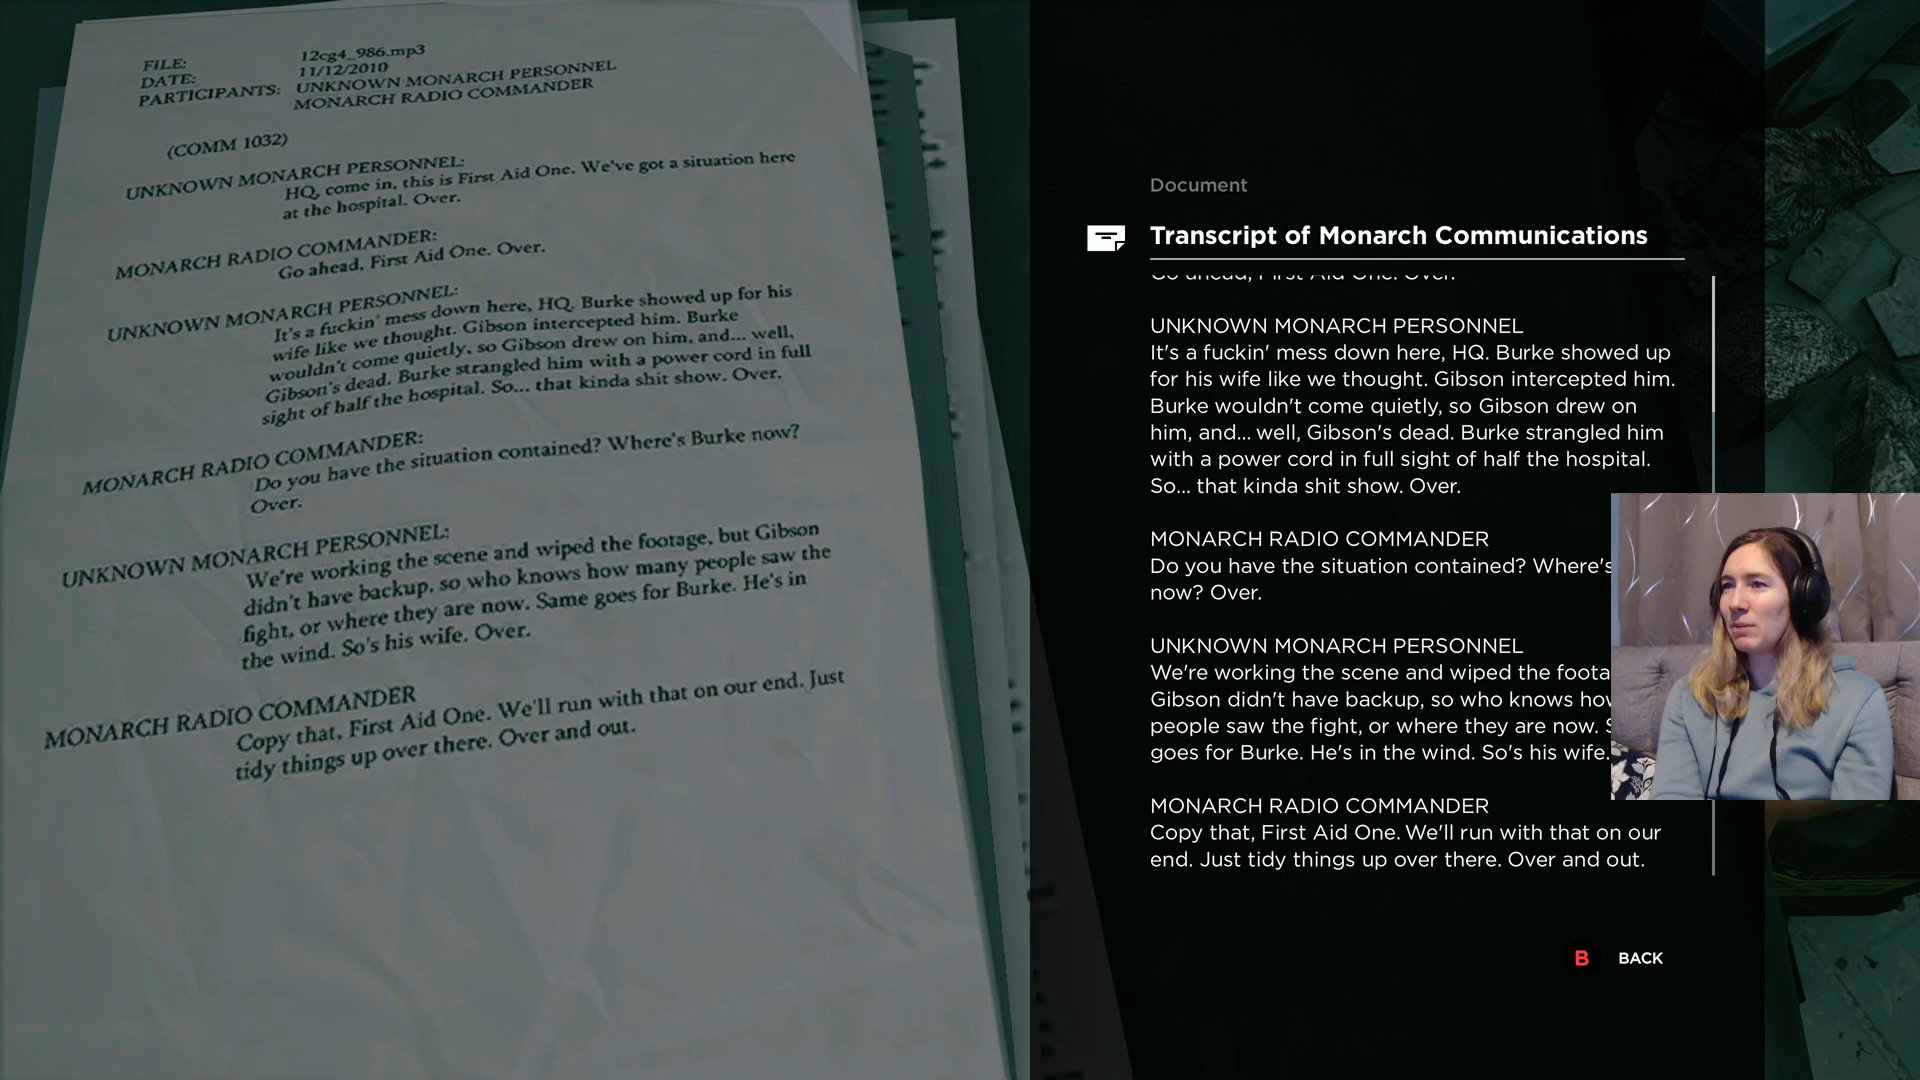 FILE: 12cg4_986.mp3
DATE: 11/12/2010
PARTICIPANTS: UNKNOWN MONARCH PERSONNEL
MONARCH RADIO COMMANDER
(COMM 1032)
UNKNOWN MONARCH PERSONNEL:
HQ, come in, this is First Aid One. We've got a situation here
at the hospital. Over.
MONARCH RADIO COMMANDER:
Go ahead, First Aid One. Over.
UNKNOWN MONARCH PERSONNEL:
It's a fuckin' mess down here, HQ. Burke showed up for his
wife like we thought. Gibson intercepted him. Burke
wouldn't come quietly, so Gibson drew on him, and... well,
Gibson's dead. Burke strangled him with a power cord in full
sight of half the hospital. So... that kinda shit show. Over.
MONARCH RADIO COMMANDER:
Do you have the situation contained? Where's Burke now?
Over.
UNKNOWN MONARCH PERSONNEL:
We're working the scene and wiped the footage, but Gibson
didn't have backup, so who knows how many people saw the
fight, or where they are now. Same goes for Burke. He's in
the wind. So's his wife. Over.
MONARCH RADIO COMMANDER
Copy that, First Aid One. We'll run with that on our end. Just
tidy things up over there. Over and out.
Document
Transcript of Monarch Communications
Go ahead, First Aid One. Over.
UNKNOWN MONARCH PERSONNEL
It's a fuckin' mess down here, HQ. Burke showed up
for his wife like we thought. Gibson intercepted him.
Burke wouldn't come quietly, so Gibson drew on
him, and... well, Gibson's dead. Burke strangled him
with a power cord in full sight of half the hospital.
So... that kinda shit show. Over.
MONARCH RADIO COMMANDER
Do you have the situation contained? Where's
now? Over.
UNKNOWN MONARCH PERSONNEL
We're working the scene and wiped the
Gibson didn't have backup, so who knows
people saw the fight, or where they are now.
goes for Burke. He's in the wind. So's his wife.
MONARCH RADIO COMMANDER
Copy that, First Aid One. We'll run with that on our
end. Just tidy things up over there. Over and out.
B BACK